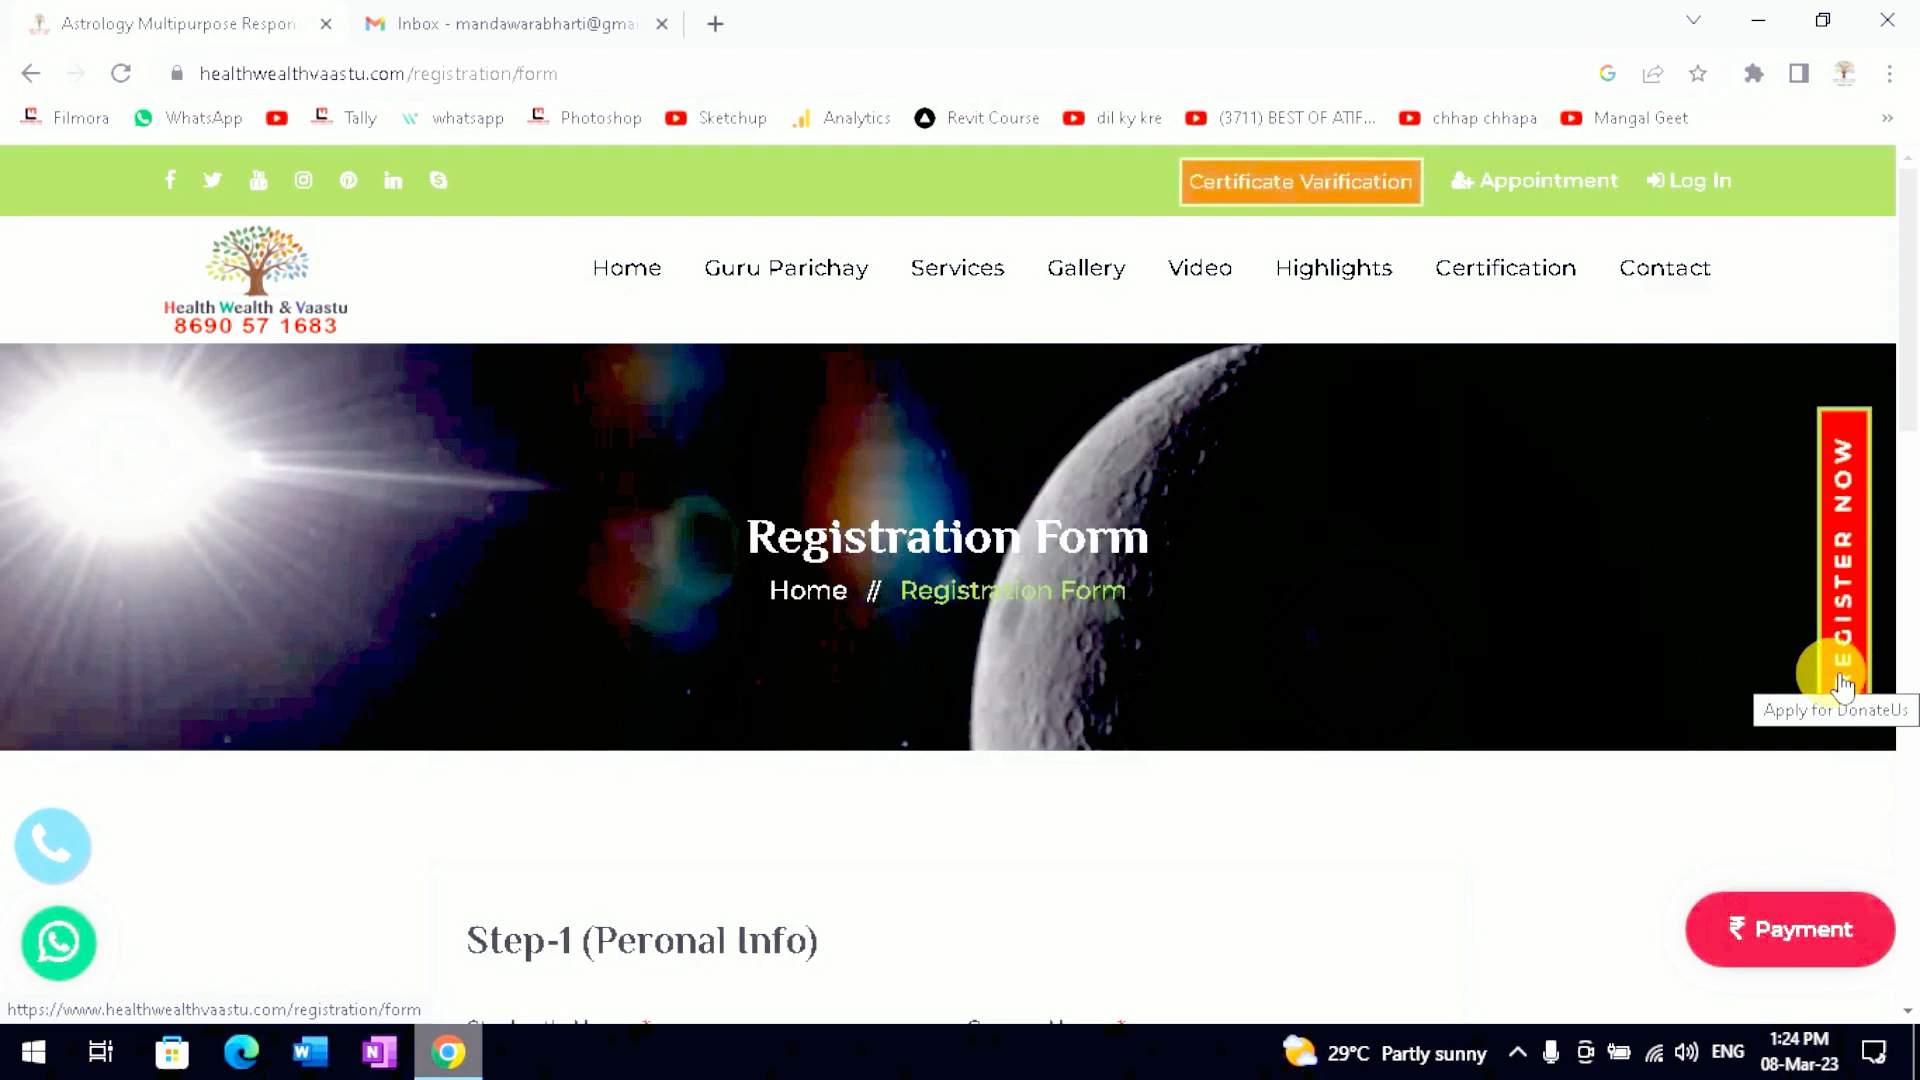 Astrology Multipurpose Respon
Inbox - mandawarabharti@gma
healthwealthvaastu.com/registration/form
Filmora
WhatsApp
Tally
whatsapp
Photoshop
Sketchup
Analytics
Revit Course
dil ky kre
(3711) BEST OF ATIF...
chhap chhapa
Mangal Geet
Certificate Varification
Appointment
Log In
Health Wealth & Vaastu
8690 57 1683
Home
Guru Parichay
Services
Gallery
Video
Highlights
Certification
Contact
REGISTER NOW
Registration Form
Home // Registration Form
Apply for DonateUs
Step-1 (Peronal Info)
₹ Payment
https://www.healthwealthvaastu.com/registration/form
29°C Partly sunny
ENG
1:24 PM
08-Mar-23